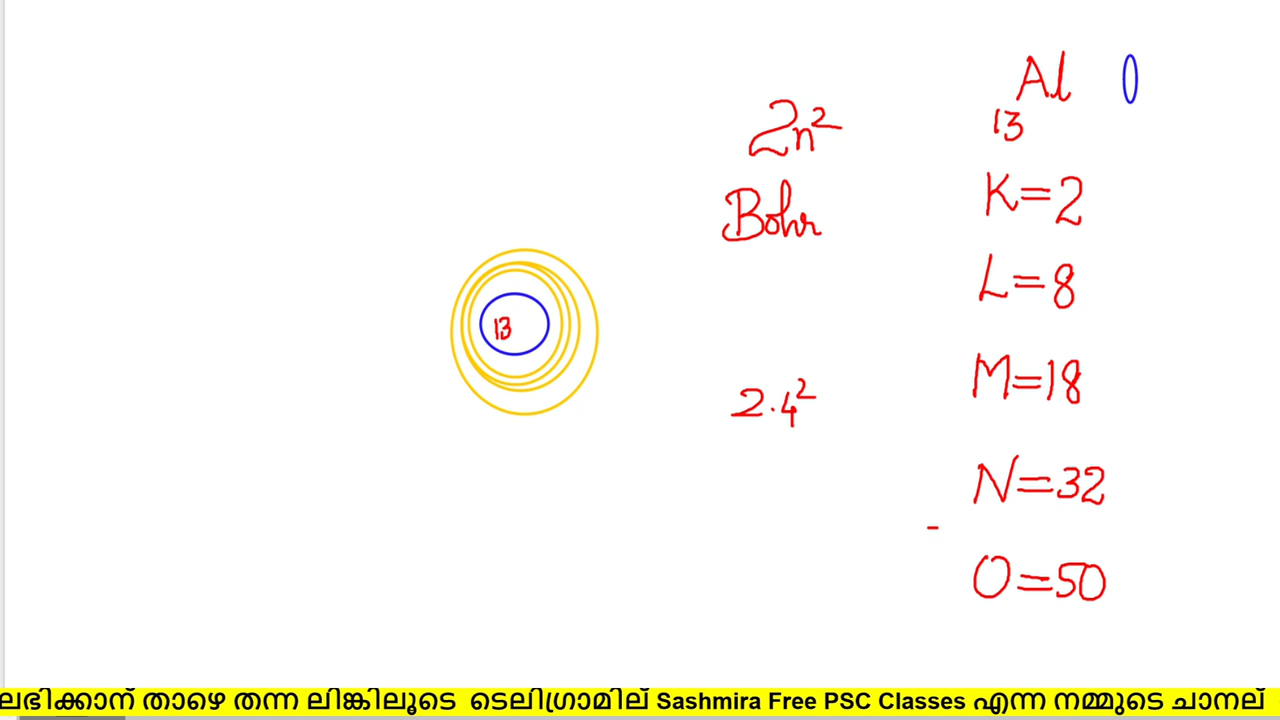 Al
2n²
13
K=2
Bohr
L=8
13
M=18
2.4²
N=32
-
O=50
ലഭിക്കാന് താഴെ തന്ന ലിങ്കിലൂടെ ടെലിഗ്രാമില് Sashmira Free PSC Classes എന്ന നമ്മുടെ ചാനല്